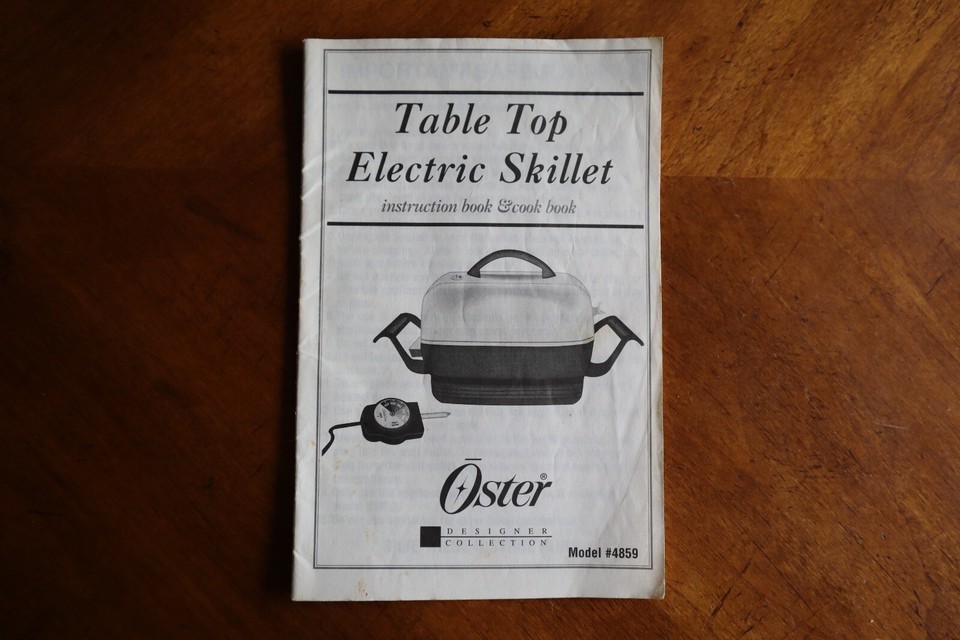 Table Top
Electric Skillet
instruction book & cook book
Oster®
DESIGNER
COLLECTION
Model #4859